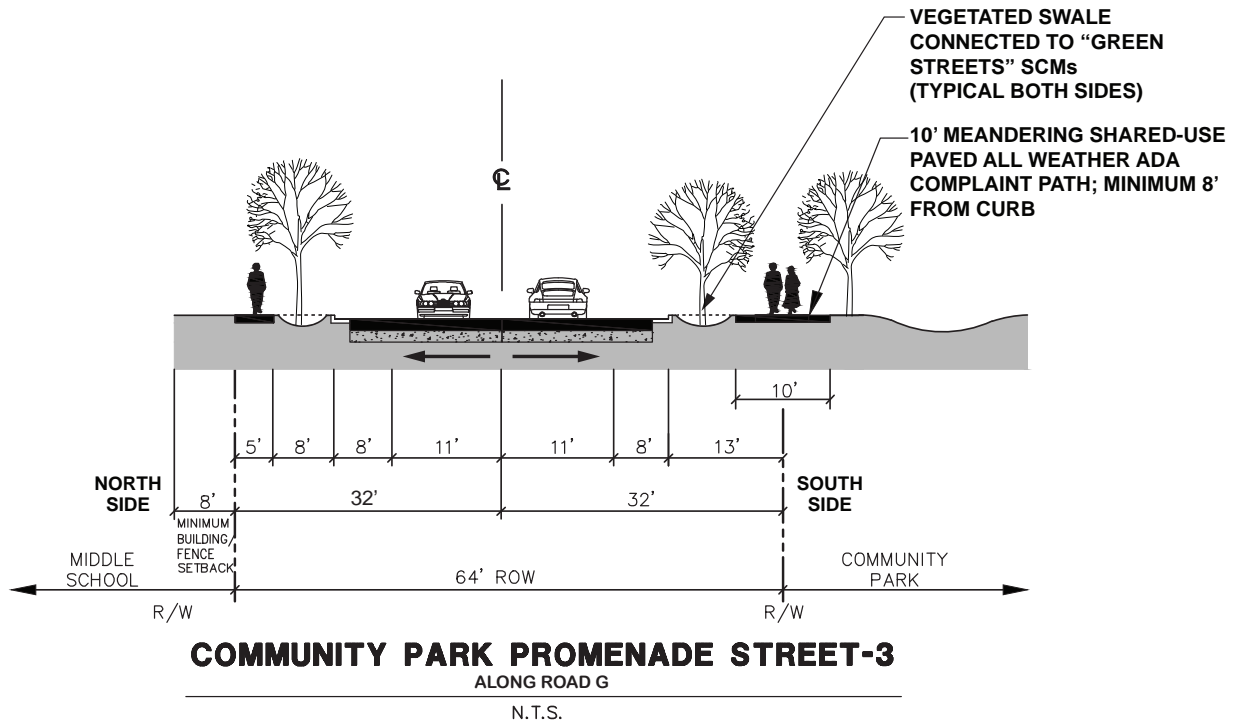 VEGETATED SWALE
CONNECTED TO “GREEN
STREETS” SCMs
(TYPICAL BOTH SIDES)
10’ MEANDERING SHARED-USE
PAVED ALL WEATHER ADA
COMPLAINT PATH; MINIMUM 8’
FROM CURB
℄
10'
5' 8' 8' 11' 11' 8' 13'
NORTH
SIDE
8' 32' 32'
SOUTH
SIDE
MINIMUM
BUILDING/
FENCE
SETBACK
MIDDLE
SCHOOL
64' ROW
COMMUNITY
PARK
R/W R/W
COMMUNITY PARK PROMENADE STREET-3
ALONG ROAD G
N.T.S.